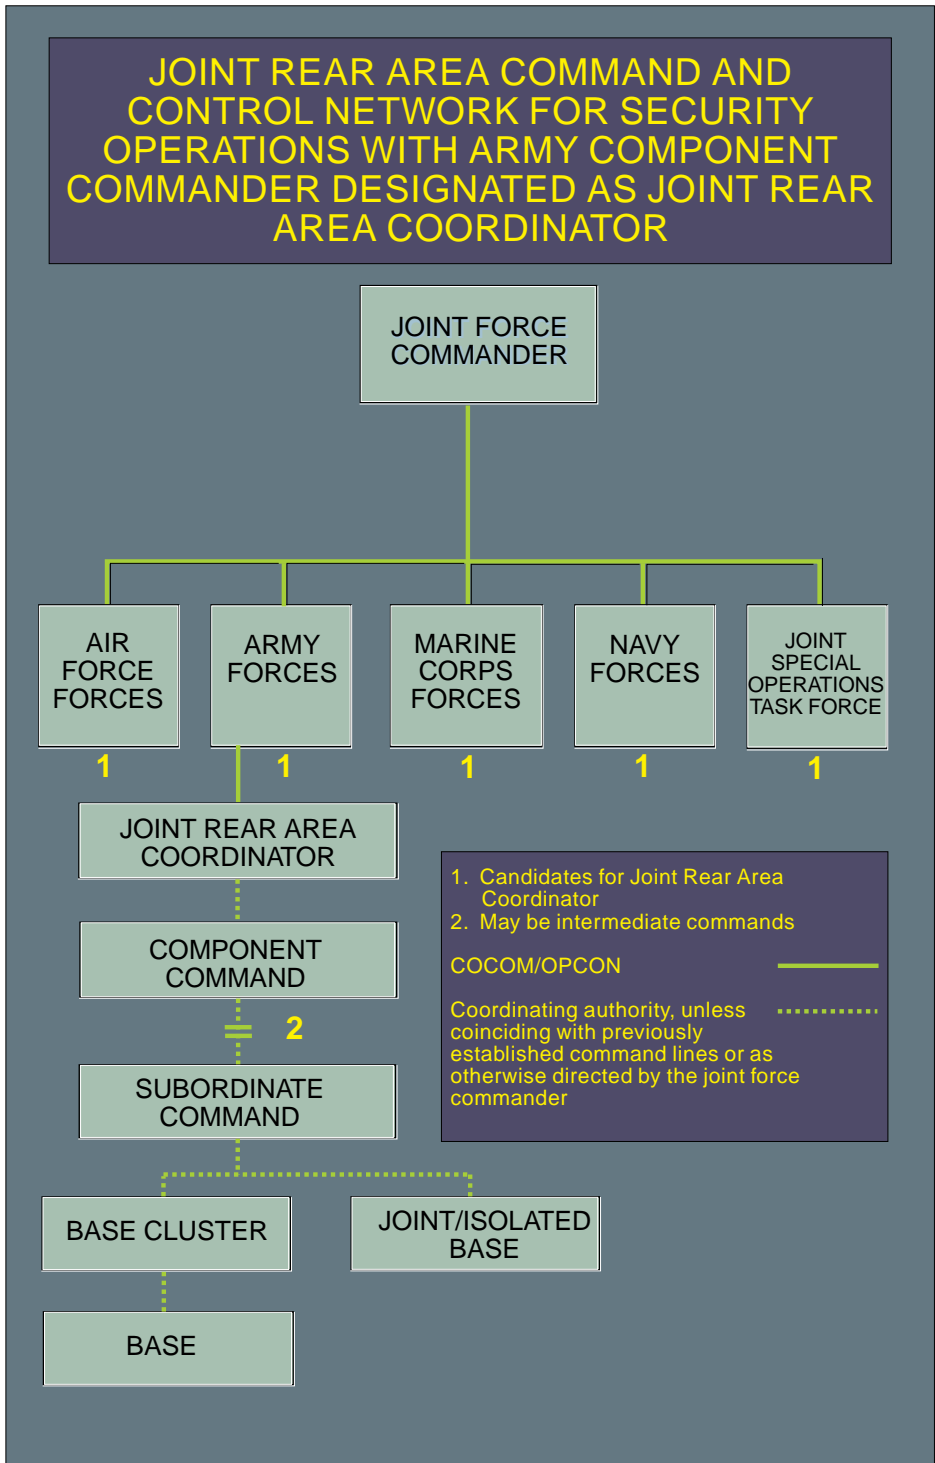 JOINT REAR AREA COMMAND AND
CONTROL NETWORK FOR SECURITY
OPERATIONS WITH ARMY COMPONENT
COMMANDER DESIGNATED AS JOINT REAR
AREA COORDINATOR
JOINT FORCE
COMMANDER
AIR
FORCE
FORCES
1
ARMY
FORCES
1
MARINE
CORPS
FORCES
1
NAVY
FORCES
1
JOINT
SPECIAL
OPERATIONS
TASK FORCE
1
JOINT REAR AREA
COORDINATOR
COMPONENT
COMMAND
2
SUBORDINATE
COMMAND
BASE CLUSTER
JOINT/ISOLATED
BASE
BASE
1. Candidates for Joint Rear Area
Coordinator
2. May be intermediate commands
COCOM/OPCON
Coordinating authority, unless
coinciding with previously
established command lines or as
otherwise directed by the joint force
commander